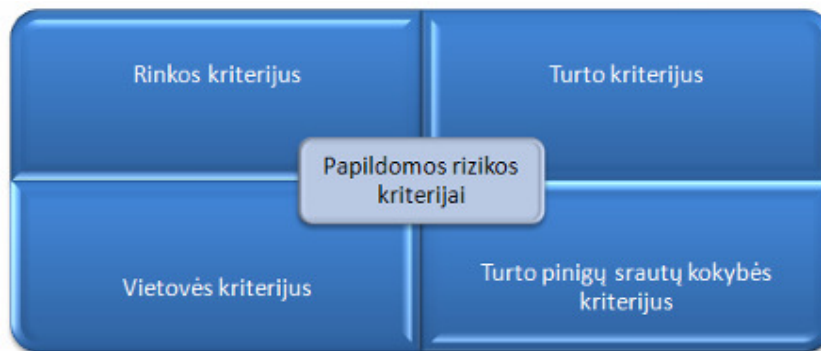 Rinkos kriterijus
Turto kriterijus
Papildomos rizikos
kriterijai
Vietovės kriterijus
Turto pinigų srautų kokybės
kriterijus